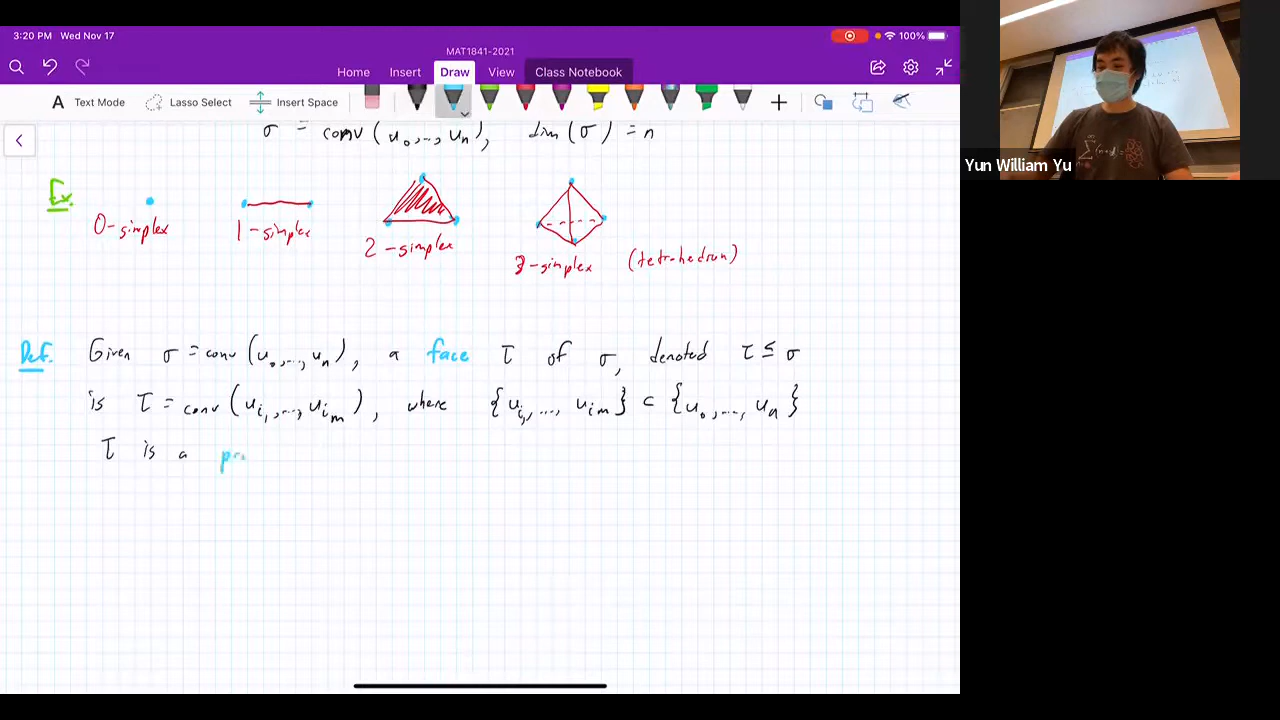 3:20 PM Wed Nov 17
100%
MAT1841-2021
Home Insert Draw View Class Notebook
Text Mode Lasso Select Insert Space
σ = conv (u₀,..., uₙ), dim (σ) = n
Ex.
0-simplex 1-simplex 2-simplex 3-simplex (tetrahedron)
Def. Given σ = conv (u₀,..., uₙ), a face τ of σ, denoted τ ≤ σ
is τ = conv (u_{i₁},..., u_{i_m}), where {u_{i₁},..., u_{i_m}} ⊂ {u₀,..., uₙ}
τ is a pr
Yun William Yu